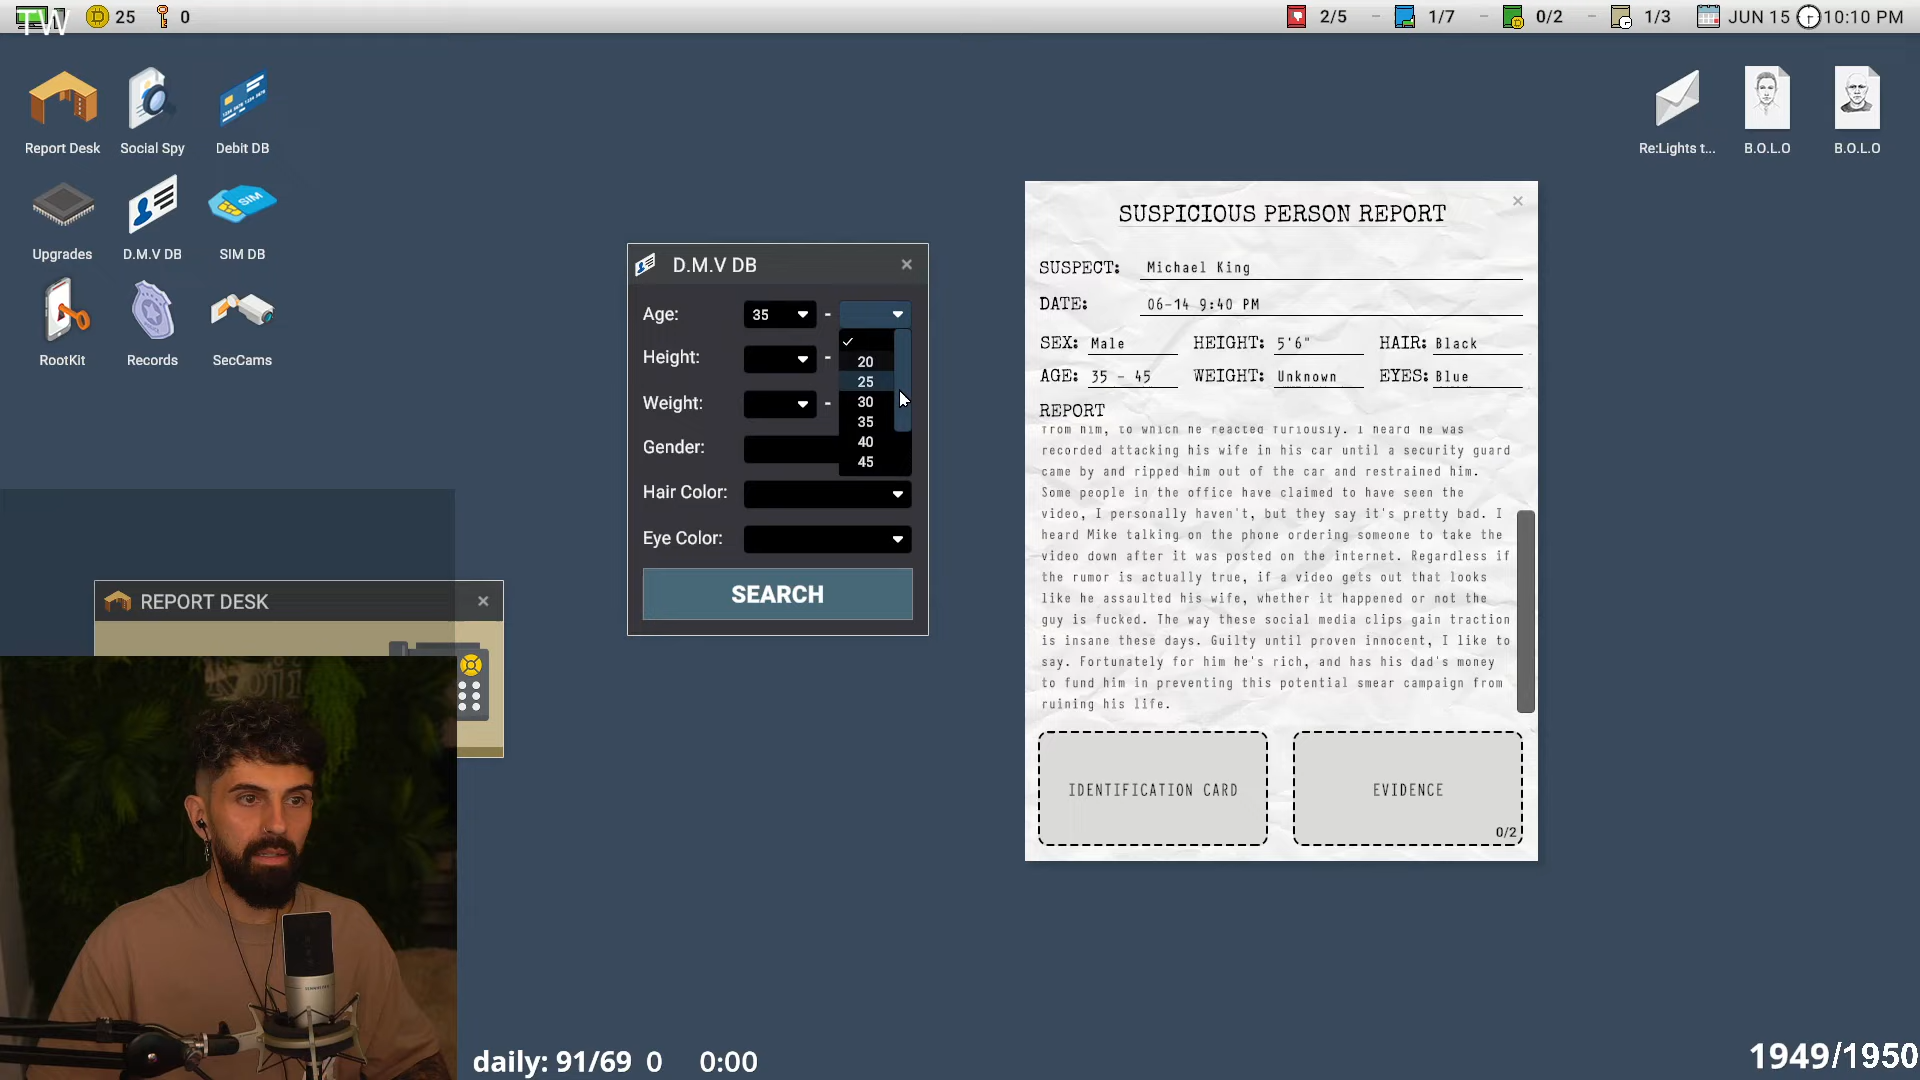 TW
25
0
2/5
-
1/7
-
0/2
-
1/3
JUN 15
10:10 PM
Report Desk
Social Spy
Debit DB
Upgrades
D.M.V DB
SIM DB
RootKit
Records
SecCams
Re:Lights t...
B.O.L.O
B.O.L.O
D.M.V DB
Age:
35
-
Height:
-
Weight:
-
Gender:
Hair Color:
Eye Color:
SEARCH
20
25
30
35
40
45
SUSPICIOUS PERSON REPORT
SUSPECT: Michael King
DATE: 06-14 9:40 PM
SEX: Male HEIGHT: 5'6" HAIR: Black
AGE: 35 - 45 WEIGHT: Unknown EYES: Blue
REPORT
from him, to which he reacted furiously. I heard he was
recorded attacking his wife in his car until a security guard
came by and ripped him out of the car and restrained him.
Some people in the office have claimed to have seen the
video, I personally haven't, but they say it's pretty bad. I
heard Mike talking on the phone ordering someone to take the
video down after it was posted on the internet. Regardless if
the rumor is actually true, if a video gets out that looks
like he assaulted his wife, whether it happened or not the
guy is fucked. The way these social media clips gain traction
is insane these days. Guilty until proven innocent, I like to
say. Fortunately for him he's rich, and has his dad's money
to fund him in preventing this potential smear campaign from
ruining his life.
IDENTIFICATION CARD
EVIDENCE
0/2
REPORT DESK
daily: 91/69 0 0:00
1949/1950